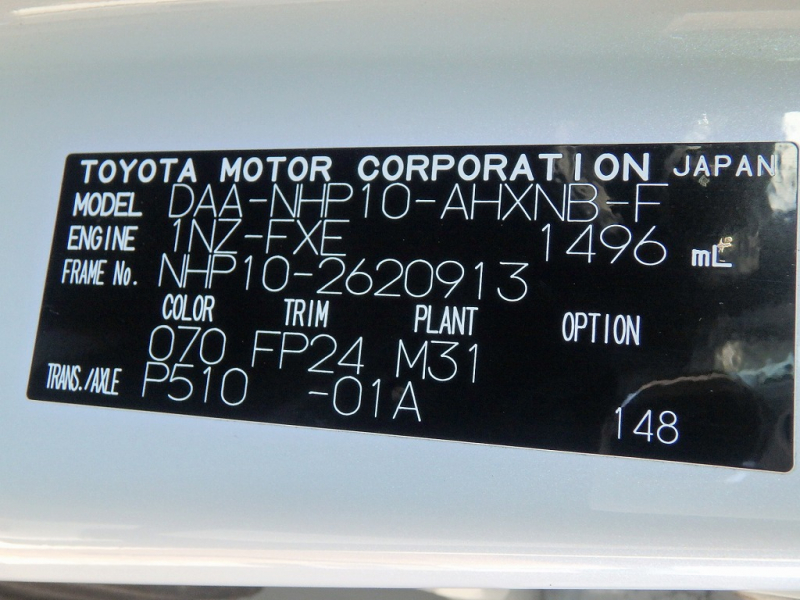 TOYOTA MOTOR CORPORATION JAPAN
MODEL DAA-NHP10-AHXNB-F
ENGINE 1NZ-FXE 1496 mL
FRAME No. NHP10-2620913
COLOR TRIM PLANT OPTION
070 FP24 M31
TRANS./AXLE P510 -01A
148